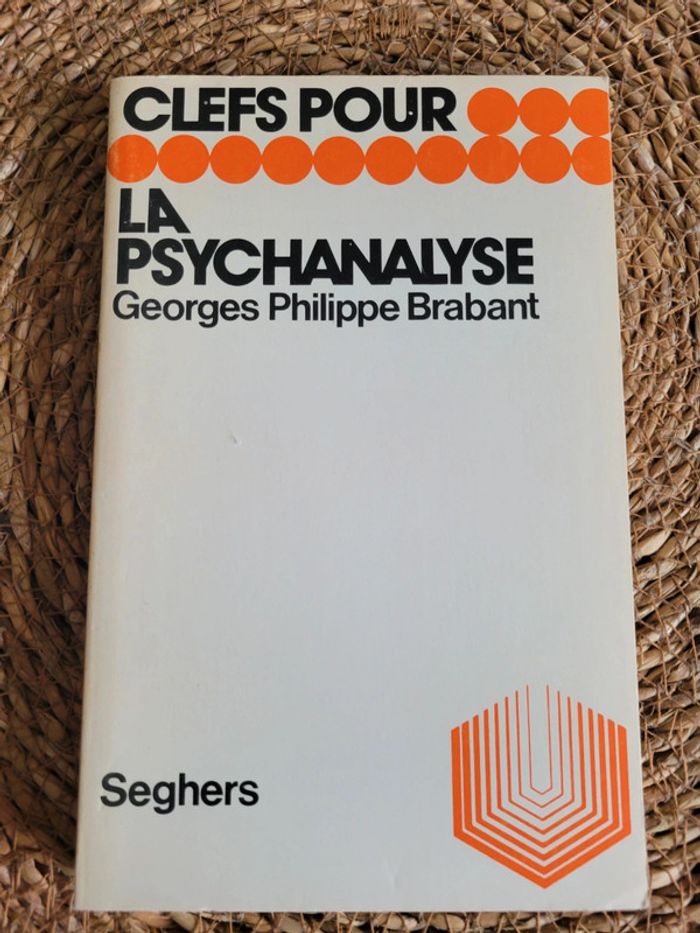 CLEFS POUR
LA
PSYCHANALYSE
Georges Philippe Brabant
Seghers